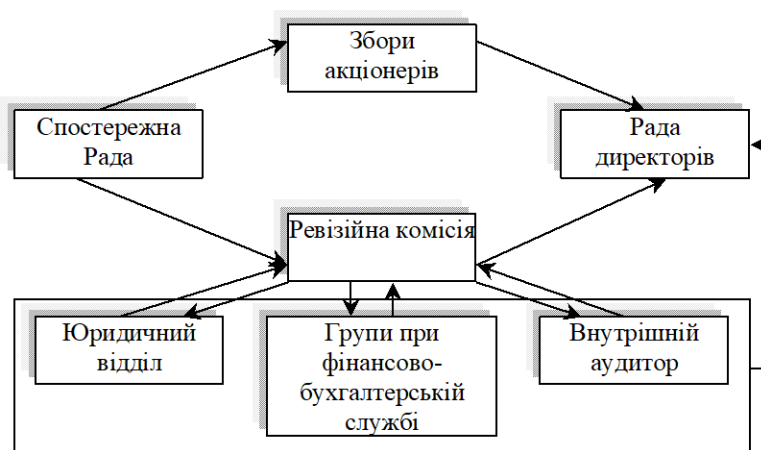 Збори
акціонерів
Спостережна
Рада
Рада
директорів
Ревізійна комісія
Юридичний
відділ
Групи при
фінансово-
бухгалтерській
службі
Внутрішній
аудитор